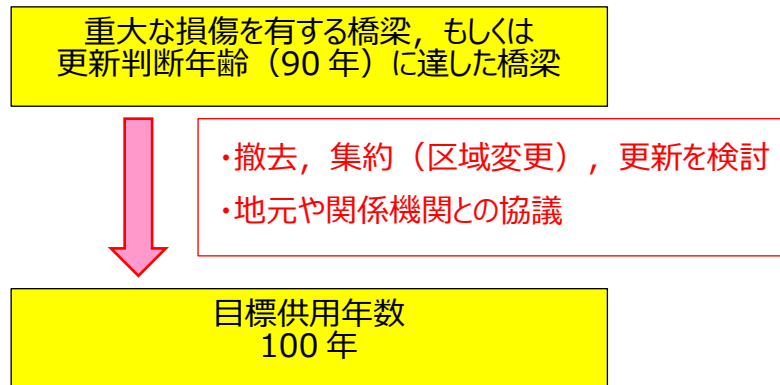 重大な損傷を有する橋梁，もしくは
更新判断年齢（90 年）に達した橋梁
・撤去，集約（区域変更），更新を検討
・地元や関係機関との協議
目標供用年数
100 年